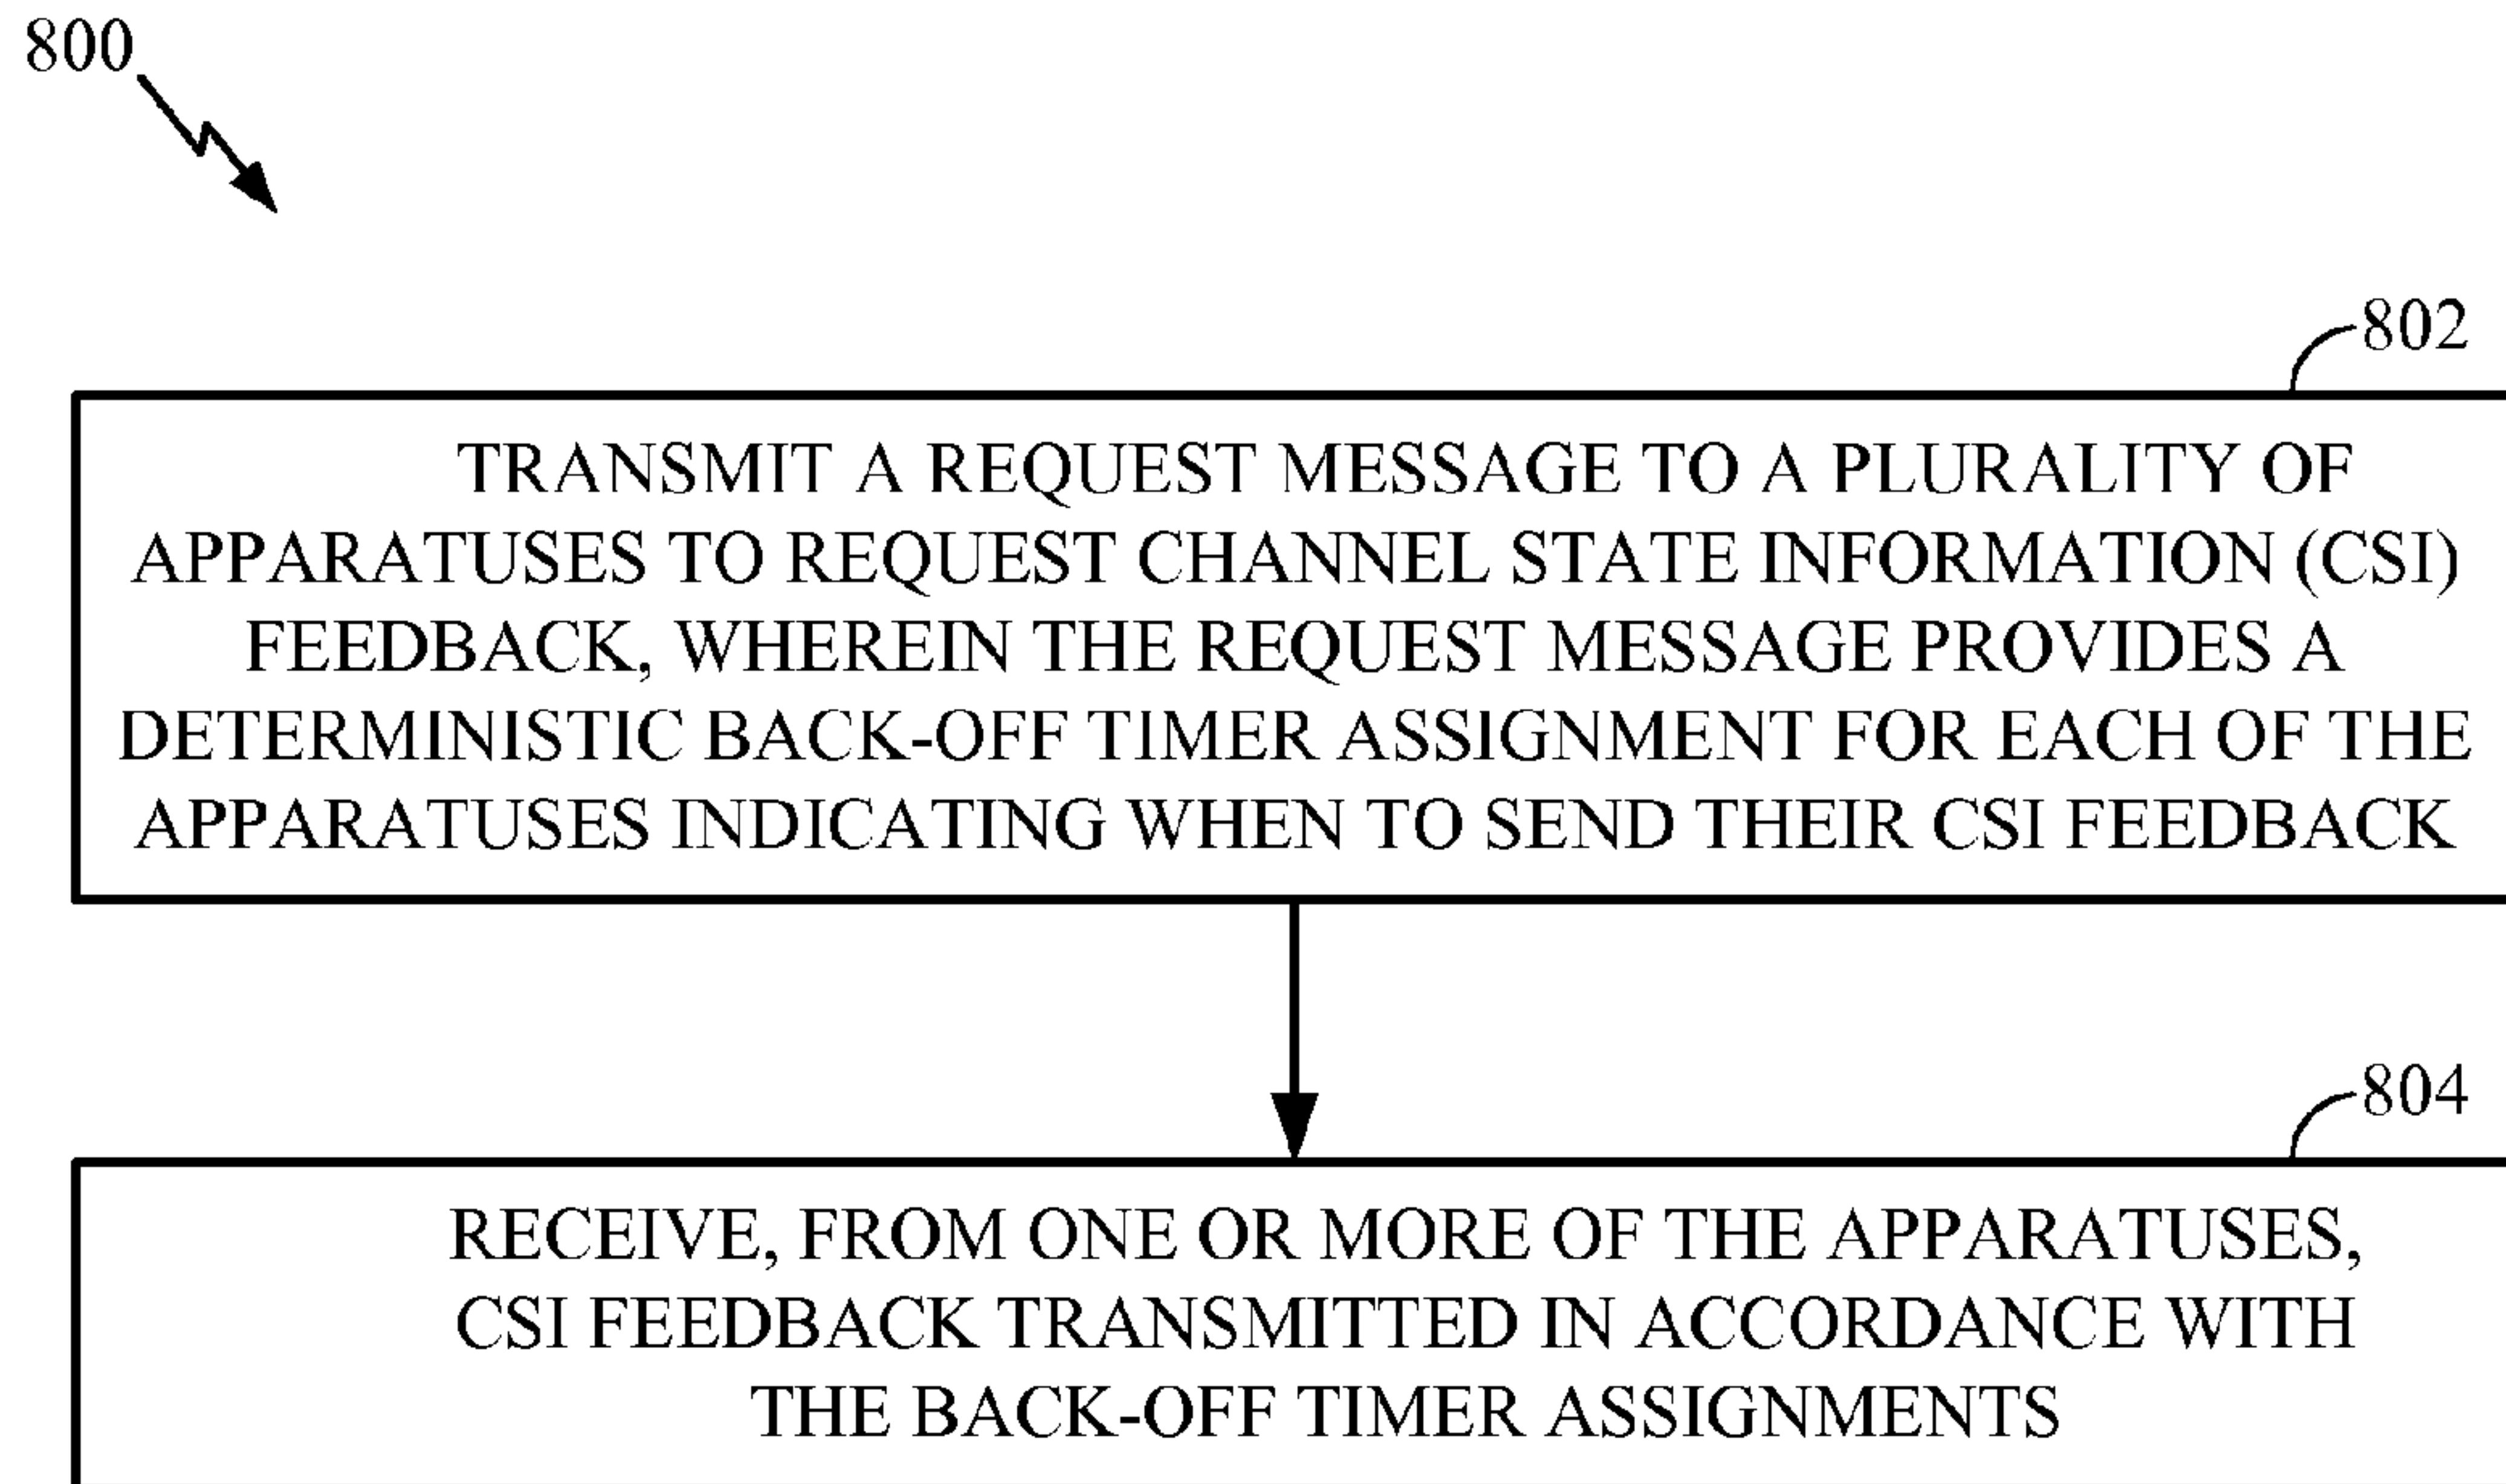 800
802
TRANSMIT A REQUEST MESSAGE TO A PLURALITY OF
APPARATUSES TO REQUEST CHANNEL STATE INFORMATION (CSI)
FEEDBACK, WHEREIN THE REQUEST MESSAGE PROVIDES A
DETERMINISTIC BACK-OFF TIMER ASSIGNMENT FOR EACH OF THE
APPARATUSES INDICATING WHEN TO SEND THEIR CSI FEEDBACK
804
RECEIVE, FROM ONE OR MORE OF THE APPARATUSES,
CSI FEEDBACK TRANSMITTED IN ACCORDANCE WITH
THE BACK-OFF TIMER ASSIGNMENTS